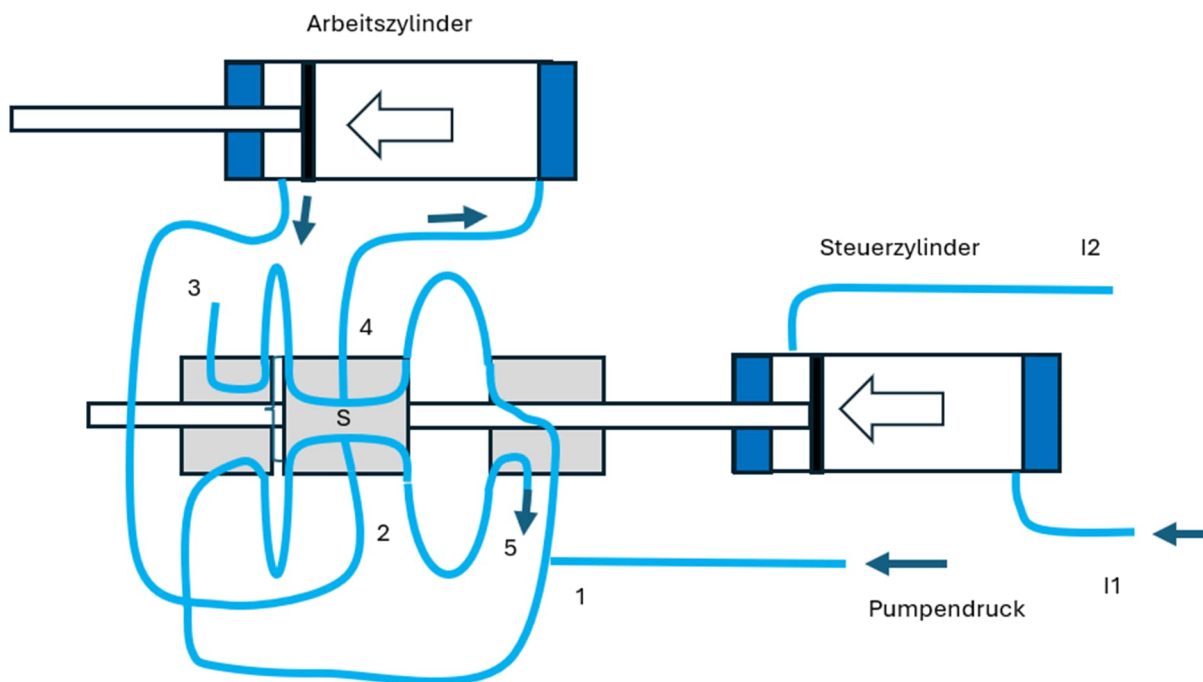 Arbeitszylinder
Steuerzylinder
I2
3
4
S
2
5
1
I1
Pumpendruck